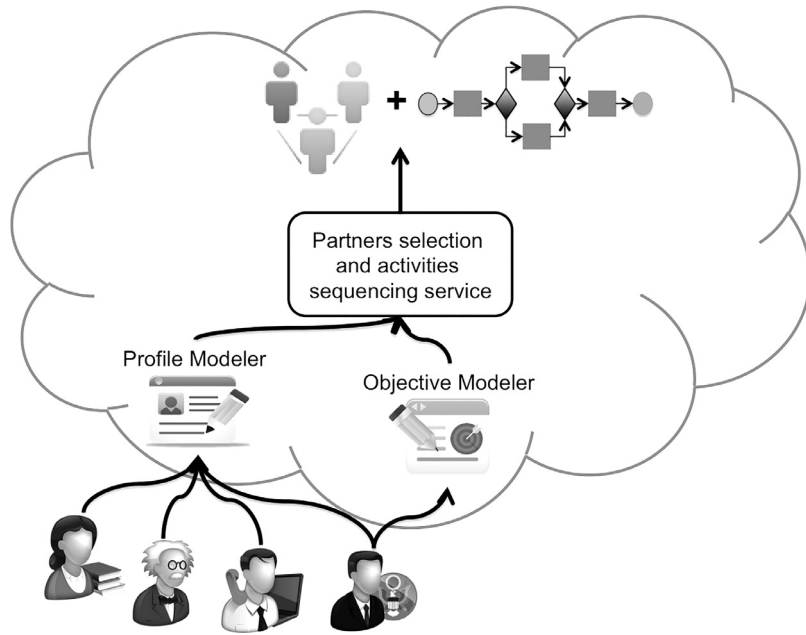 Partners selection
and activities
sequencing service
Profile Modeler
Objective Modeler